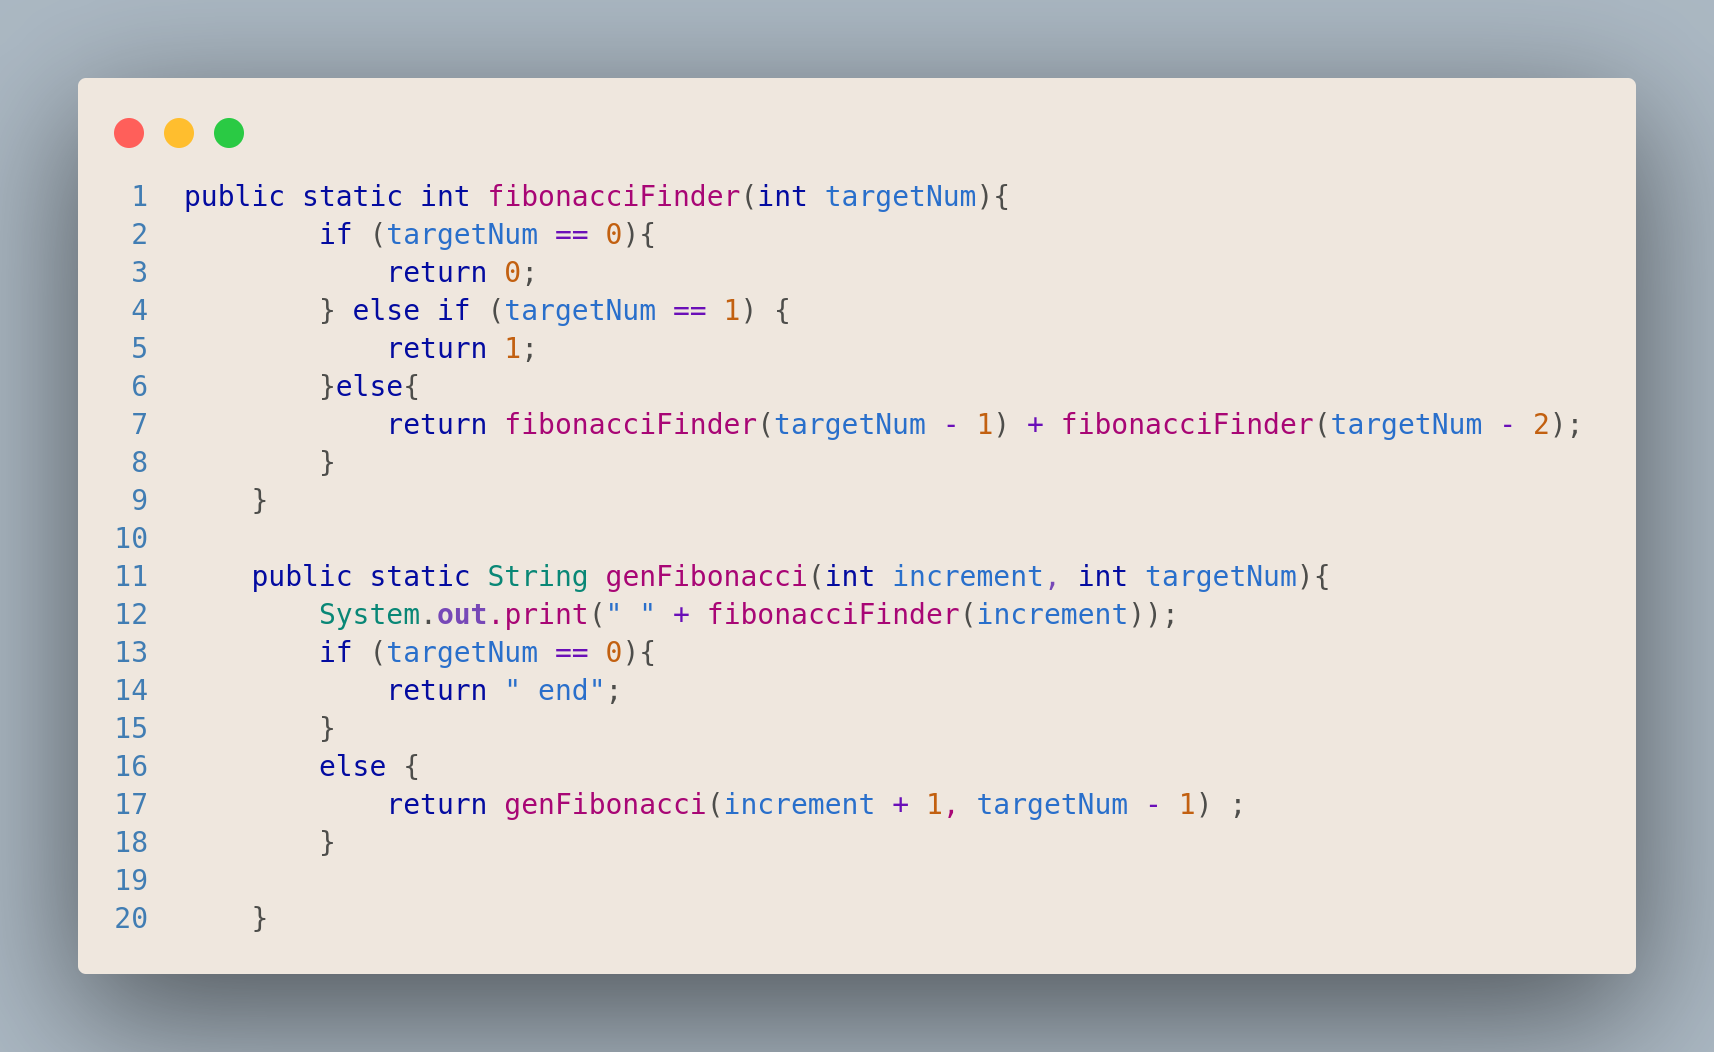 1 public static int fibonacciFinder(int targetNum){
2         if (targetNum == 0){
3             return 0;
4         } else if (targetNum == 1) {
5             return 1;
6         }else{
7             return fibonacciFinder(targetNum - 1) + fibonacciFinder(targetNum - 2);
8         }
9     }
10
11     public static String genFibonacci(int increment, int targetNum){
12         System.out.print(" " + fibonacciFinder(increment));
13         if (targetNum == 0){
14             return " end";
15         }
16         else {
17             return genFibonacci(increment + 1, targetNum - 1) ;
18         }
19
20     }